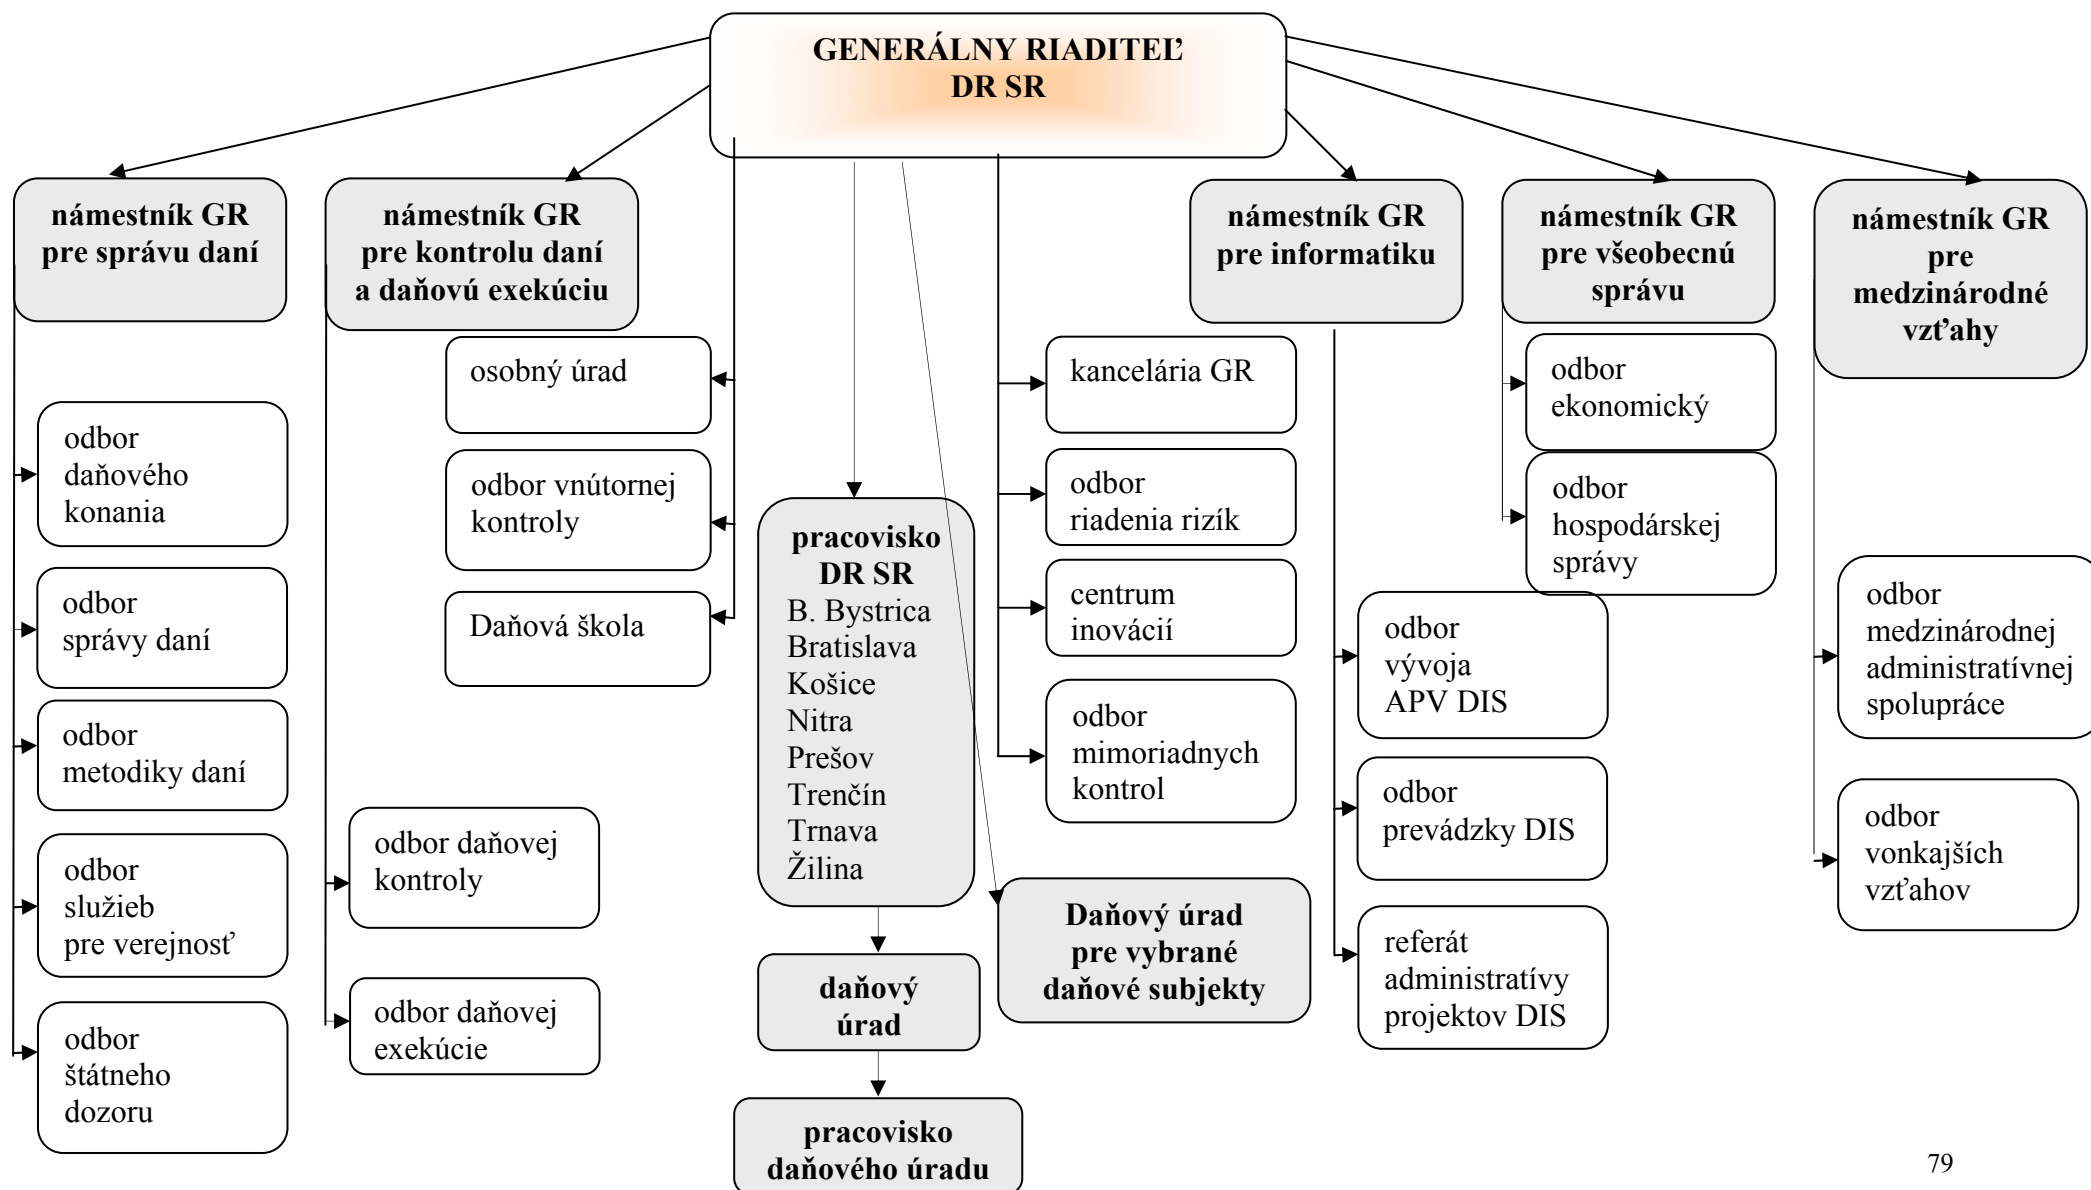 GENERÁLNY RIADITEĽ
DR SR
námestník GR
pre správu daní
námestník GR
pre kontrolu daní
a daňovú exekúciu
námestník GR
pre informatiku
námestník GR
pre všeobecnú
správu
námestník GR
pre
medzinárodné
vzťahy
odbor
daňového
konania
odbor
správy daní
odbor
metodiky daní
odbor
služieb
pre verejnosť
odbor
štátneho
dozoru
odbor daňovej
kontroly
odbor daňovej
exekúcie
osobný úrad
odbor vnútornej
kontroly
Daňová škola
pracovisko
DR SR
B. Bystrica
Bratislava
Košice
Nitra
Prešov
Trenčín
Trnava
Žilina
daňový
úrad
pracovisko
daňového úradu
kancelária GR
odbor
riadenia rizík
centrum
inovácií
odbor
mimoriadnych
kontrol
Daňový úrad
pre vybrané
daňové subjekty
odbor
vývoja
APV DIS
odbor
prevádzky DIS
referát
administratívy
projektov DIS
odbor
ekonomický
odbor
hospodárskej
správy
odbor
medzinárodnej
administratívnej
spolupráce
odbor
vonkajších
vzťahov
79